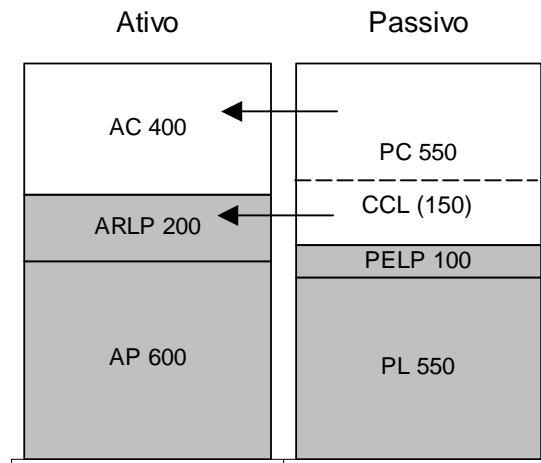 Ativo
Passivo
AC 400
PC 550
CCL (150)
ARLP 200
PELP 100
AP 600
PL 550